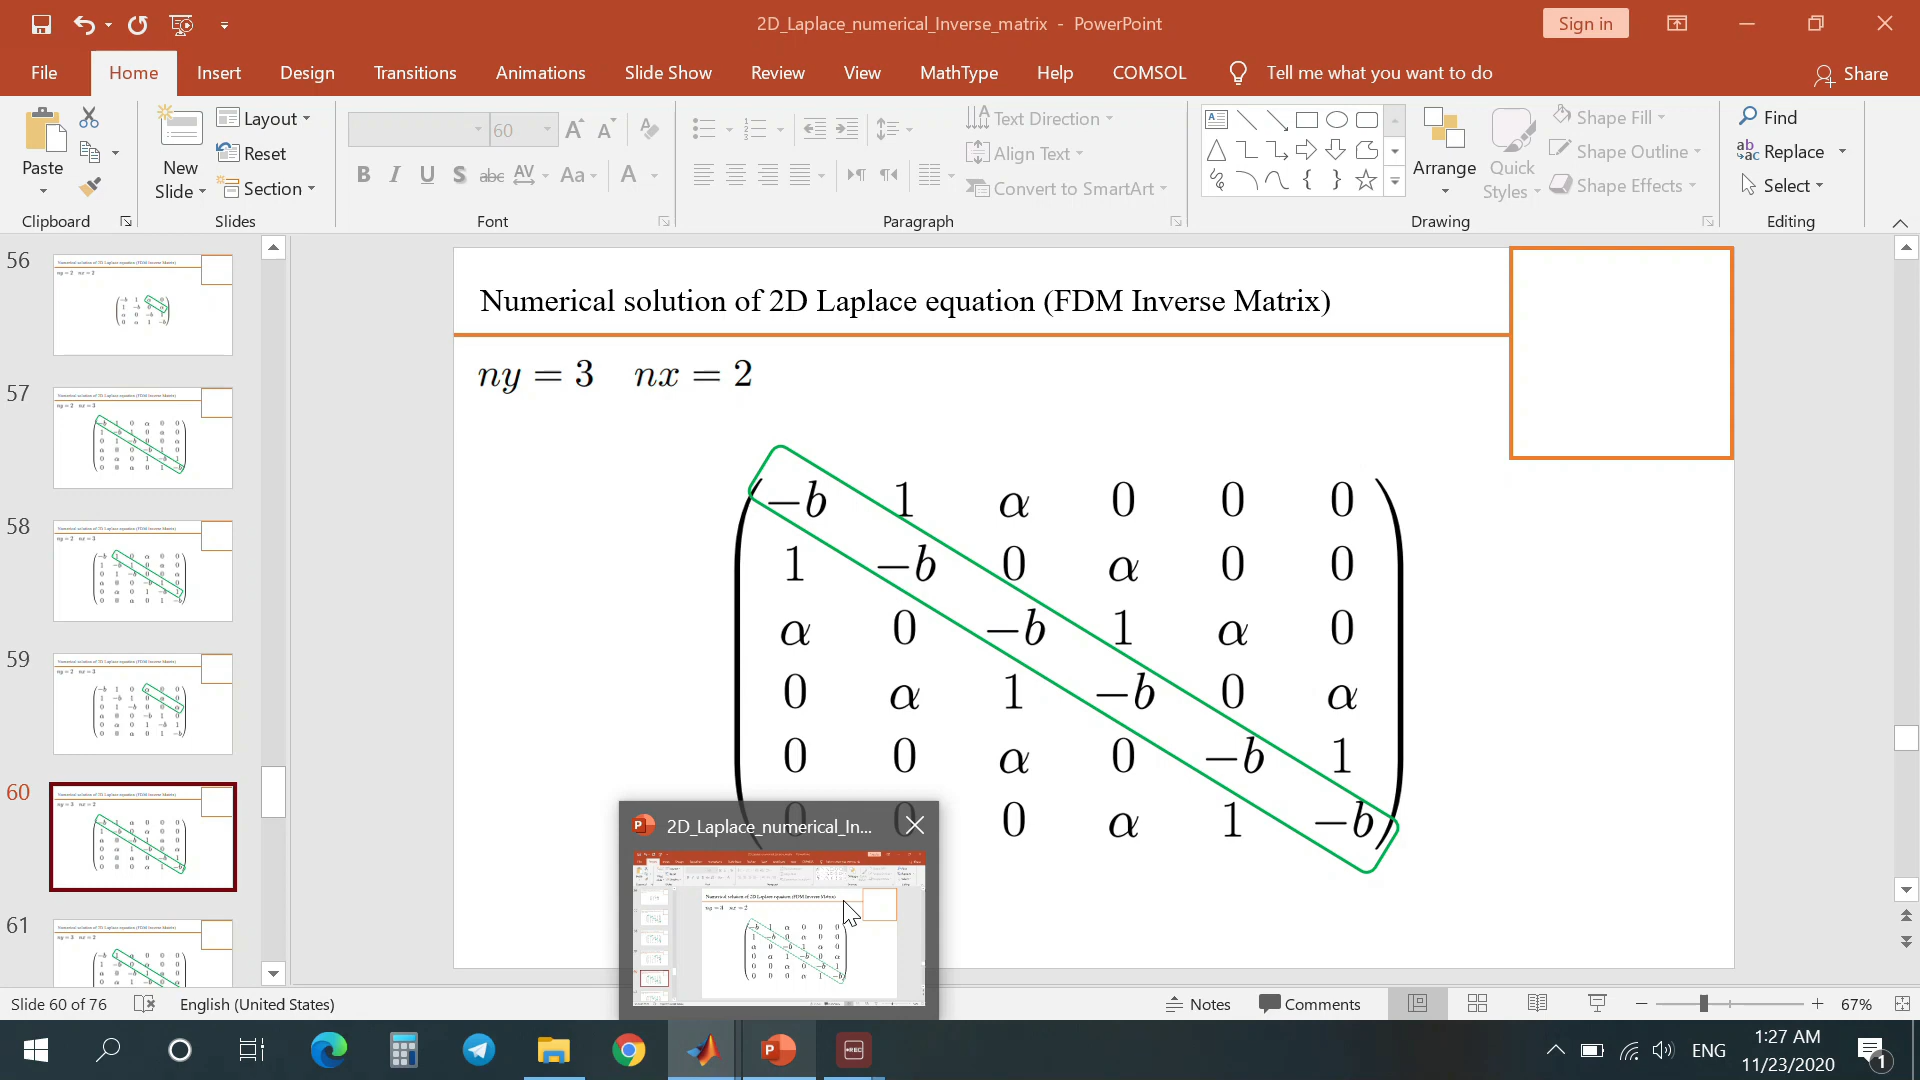 2D_Laplace_numerical_Inverse_matrix - PowerPoint
Sign in
File Home Insert Design Transitions Animations Slide Show Review View MathType Help COMSOL Tell me what you want to do Share
Paste
Clipboard
New Slide
Layout
Reset
Section
Slides
60
Font
Text Direction
Align Text
Convert to SmartArt
Paragraph
Arrange
Quick Styles
Shape Fill
Shape Outline
Shape Effects
Drawing
Find
Replace
Select
Editing
56
57
58
59
60
61
Numerical solution of 2D Laplace equation (FDM Inverse Matrix)
ny = 3 nx = 2
−b 1 α 0 0 0
1 −b 0 α 0 0
α 0 −b 1 α 0
0 α 1 −b 0 α
0 0 α 0 −b 1
0 0 0 α 1 −b
2D_Laplace_numerical_In...
Slide 60 of 76 English (United States) Notes Comments 67%
ENG
1:27 AM
11/23/2020
1